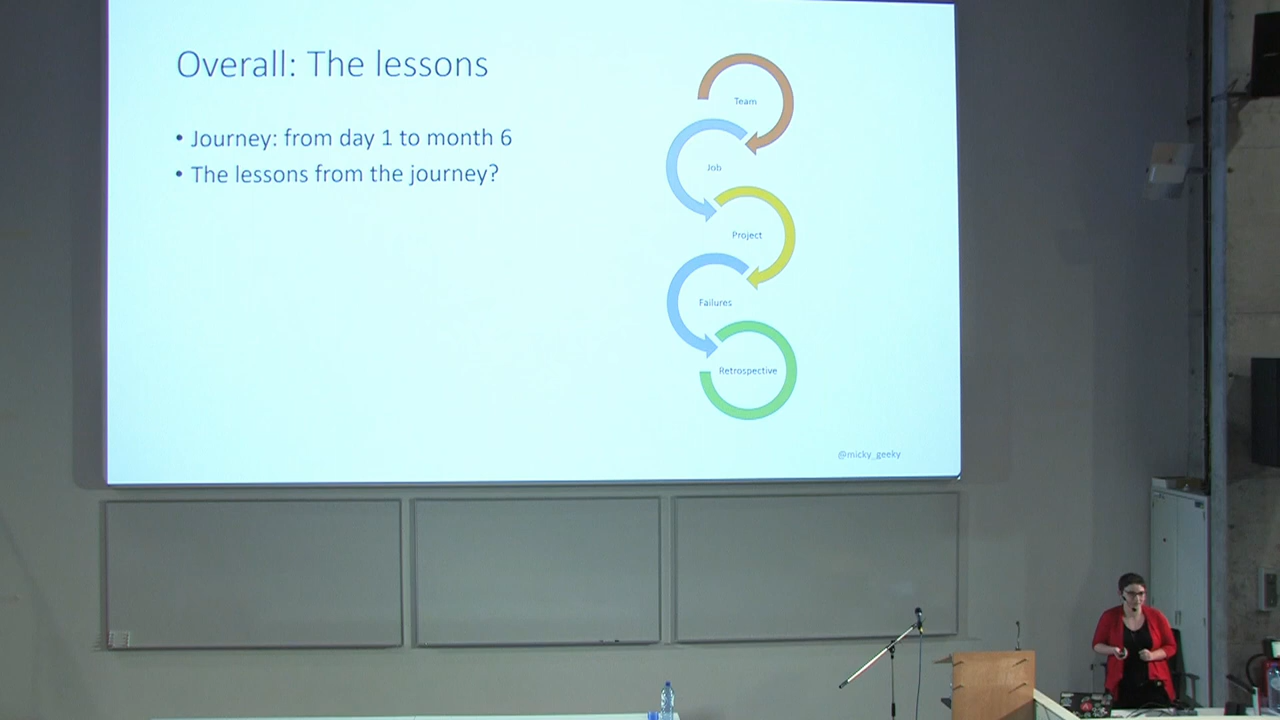 Overall: The lessons
• Journey: from day 1 to month 6
• The lessons from the journey?
Team
Job
Project
Failures
Retrospective
@micky_geeky